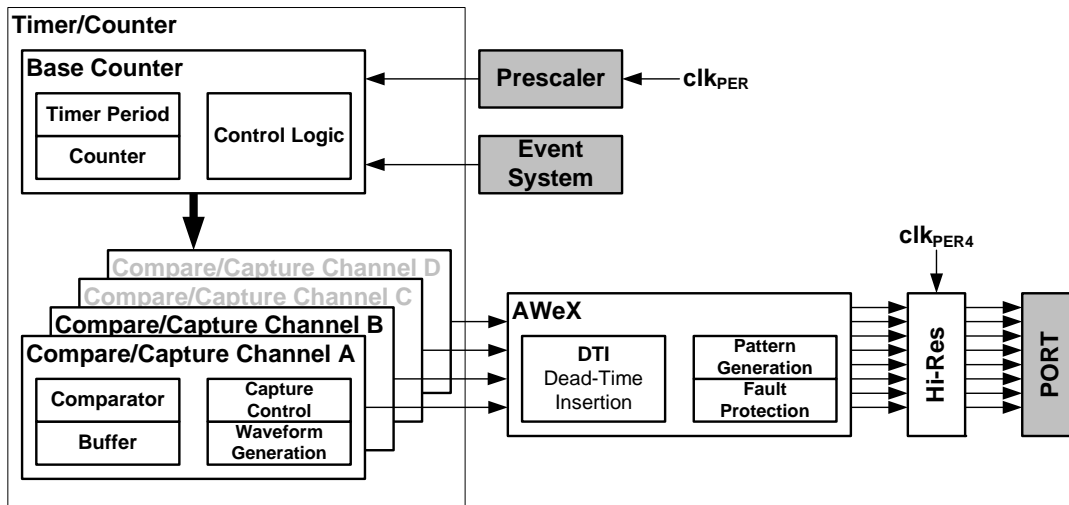 Timer/Counter
Base Counter
Timer Period
Counter
Control Logic
Prescaler
clkPER
Event
System
Compare/Capture Channel D
Compare/Capture Channel C
Compare/Capture Channel B
Compare/Capture Channel A
Comparator
Buffer
Capture
Control
Waveform
Generation
AWeX
DTI
Dead-Time
Insertion
Pattern
Generation
Fault
Protection
clkPER4
Hi-Res
PORT